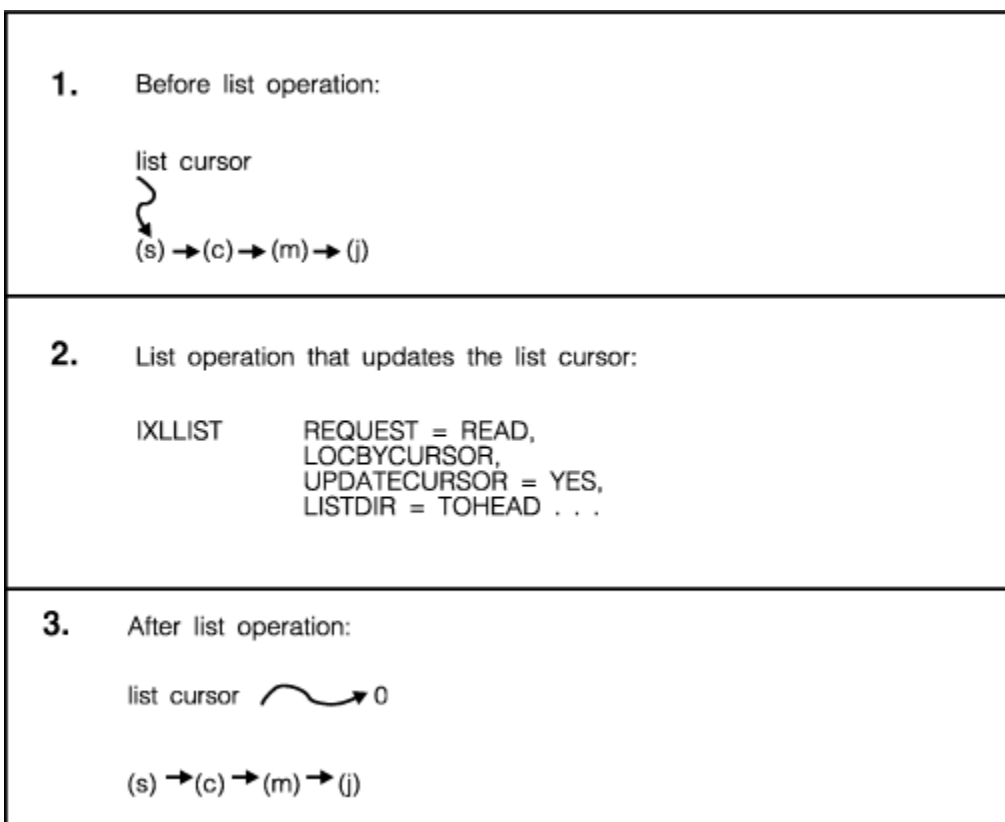 1. Before list operation:
list cursor
(s) → (c) → (m) → (j)
2. List operation that updates the list cursor:
IXLLIST REQUEST = READ,
LOCBYCURSOR,
UPDATECURSOR = YES,
LISTDIR = TOHEAD . . .
3. After list operation:
list cursor 0
(s) → (c) → (m) → (j)